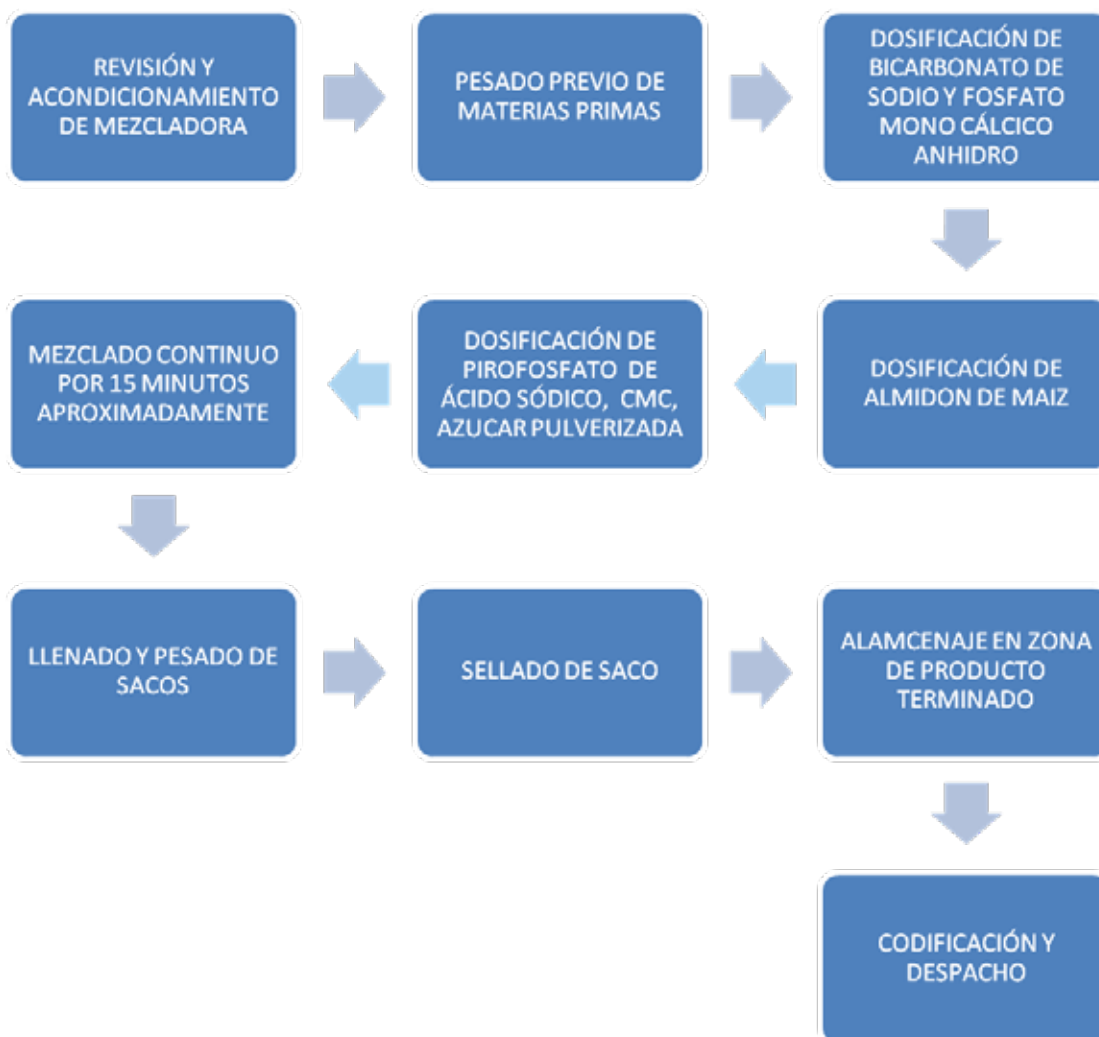 REVISIÓN Y
ACONDICIONAMIENTO
DE MEZCLADORA
PESADO PREVIO DE
MATERIAS PRIMAS
DOSIFICACIÓN DE
BICARBONATO DE
SODIO Y FOSFATO
MONO CÁLCICO
ANHIDRO
DOSIFICACIÓN DE
ALMIDON DE MAIZ
DOSIFICACIÓN DE
PIROFOSFATO DE
ÁCIDO SÓDICO, CMC,
AZUCAR PULVERIZADA
MEZCLADO CONTINUO
POR 15 MINUTOS
APROXIMADAMENTE
LLENADO Y PESADO DE
SACOS
SELLADO DE SACO
ALAMCENAJE EN ZONA
DE PRODUCTO
TERMINADO
CODIFICACIÓN Y
DESPACHO